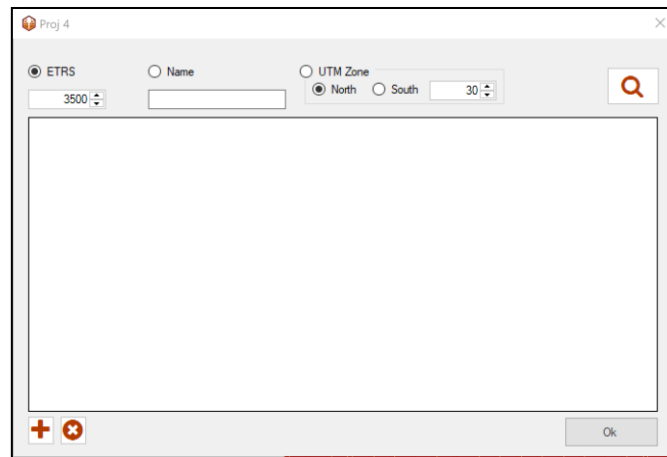 Proj 4
ETRS Name UTM Zone
North South
3500 30
Ok